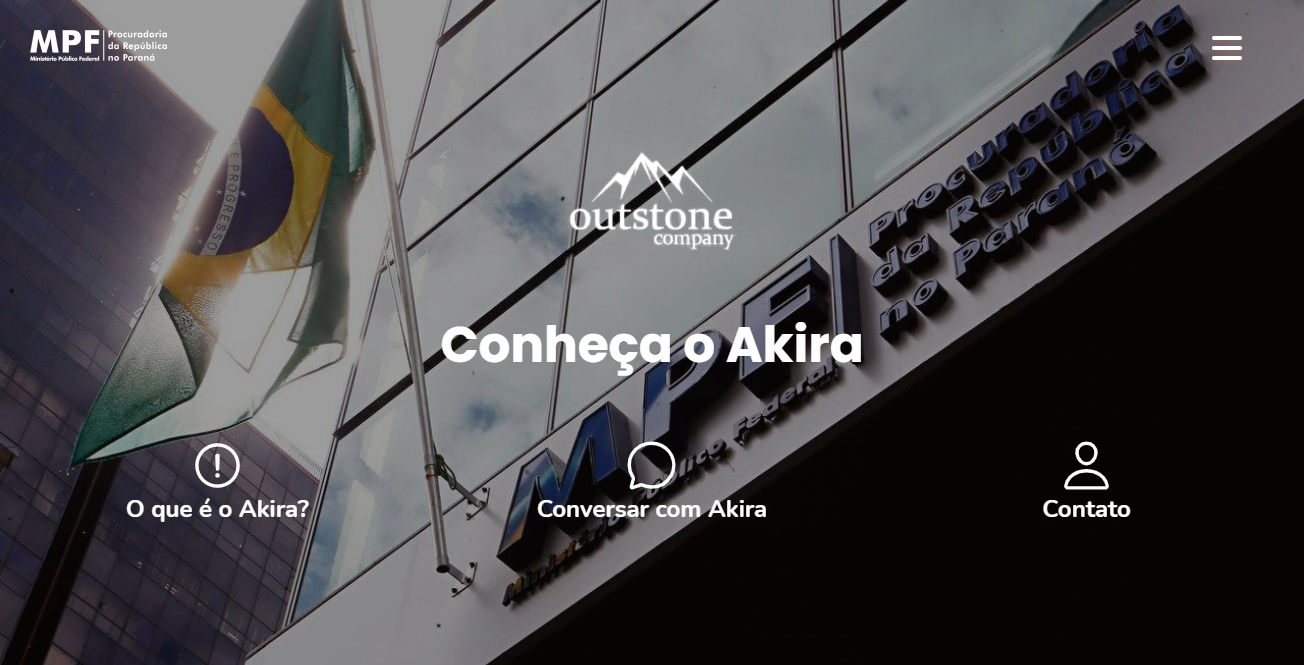 MPF
Ministério Público Federal
Procuradoria
da República
no Paraná
E PROGRESSO
Procuradoria
da República
no Paraná
outstone
company
MPF
Ministério Público Federal
Conheça o Akira
O que é o Akira?
Conversar com Akira
Contato